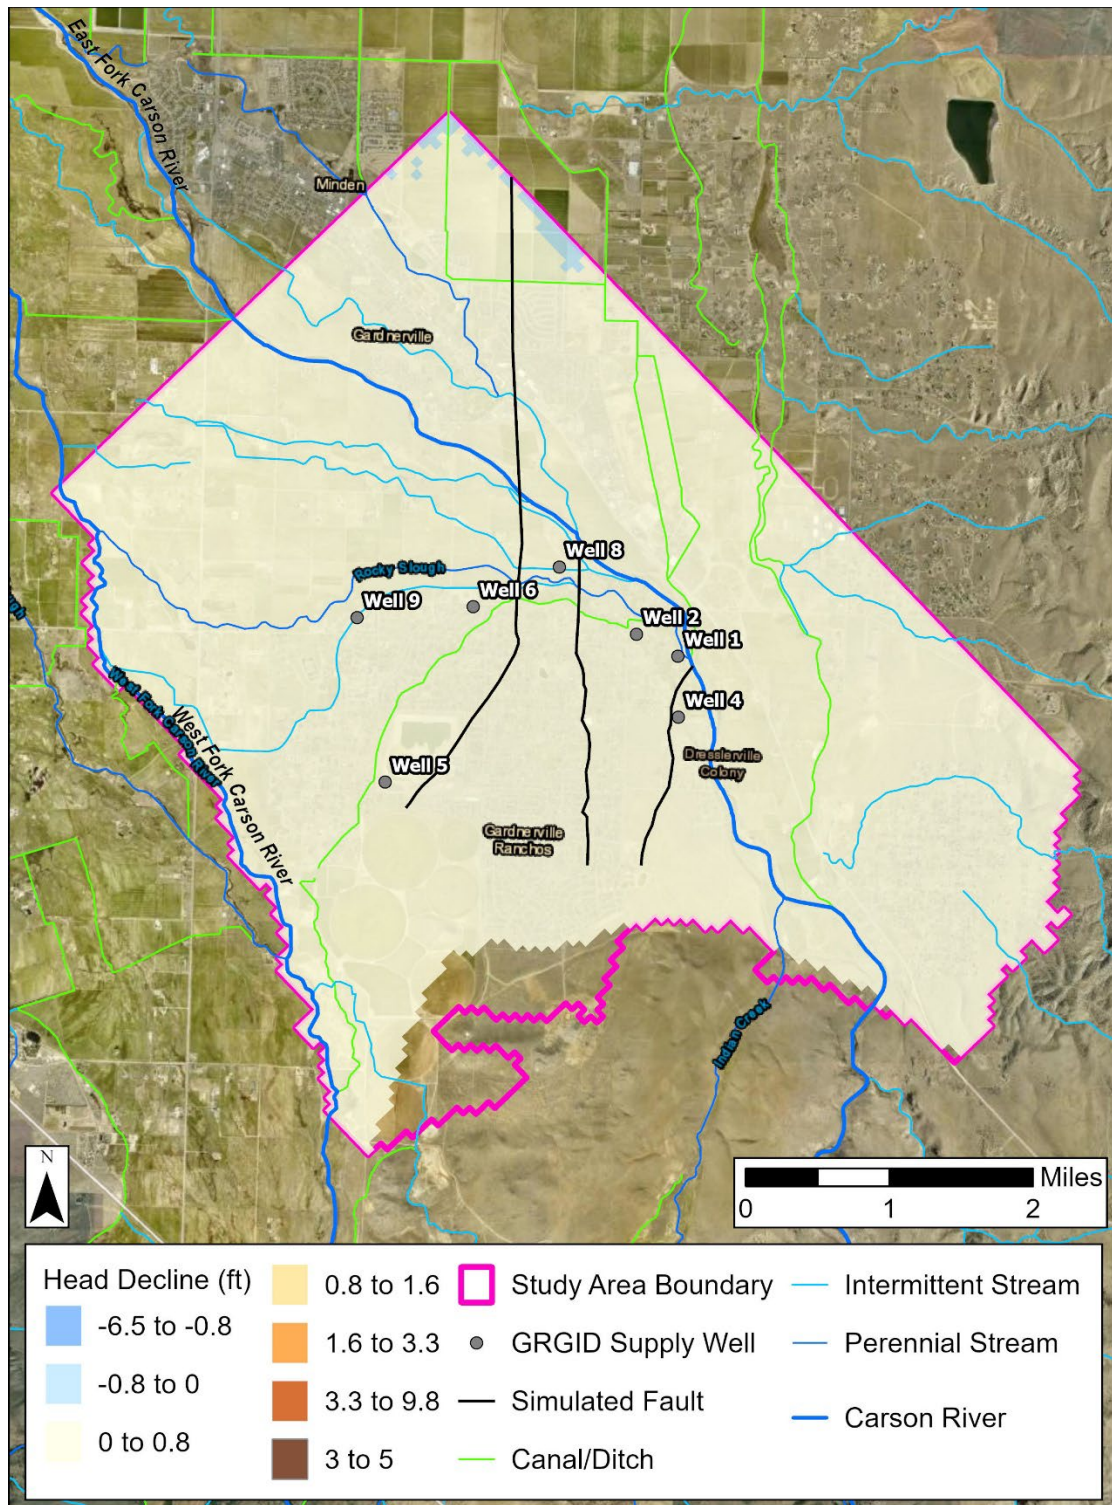 East Fork Carson River
Minden
Gardnerville
Well 8
Rocky Slough
Well 6
Well 9
Well 2
Well 1
Well 4
ugh
West Fork Carson River
West Fork Carson River
Dresslerville
Colony
Well 5
Gardnerville
Ranchos
Indian Creek
N
Miles
0 1 2
Head Decline (ft)
-6.5 to -0.8
-0.8 to 0
0 to 0.8
0.8 to 1.6
1.6 to 3.3
3.3 to 9.8
3 to 5
Study Area Boundary
GRGID Supply Well
Simulated Fault
Canal/Ditch
Intermittent Stream
Perennial Stream
Carson River